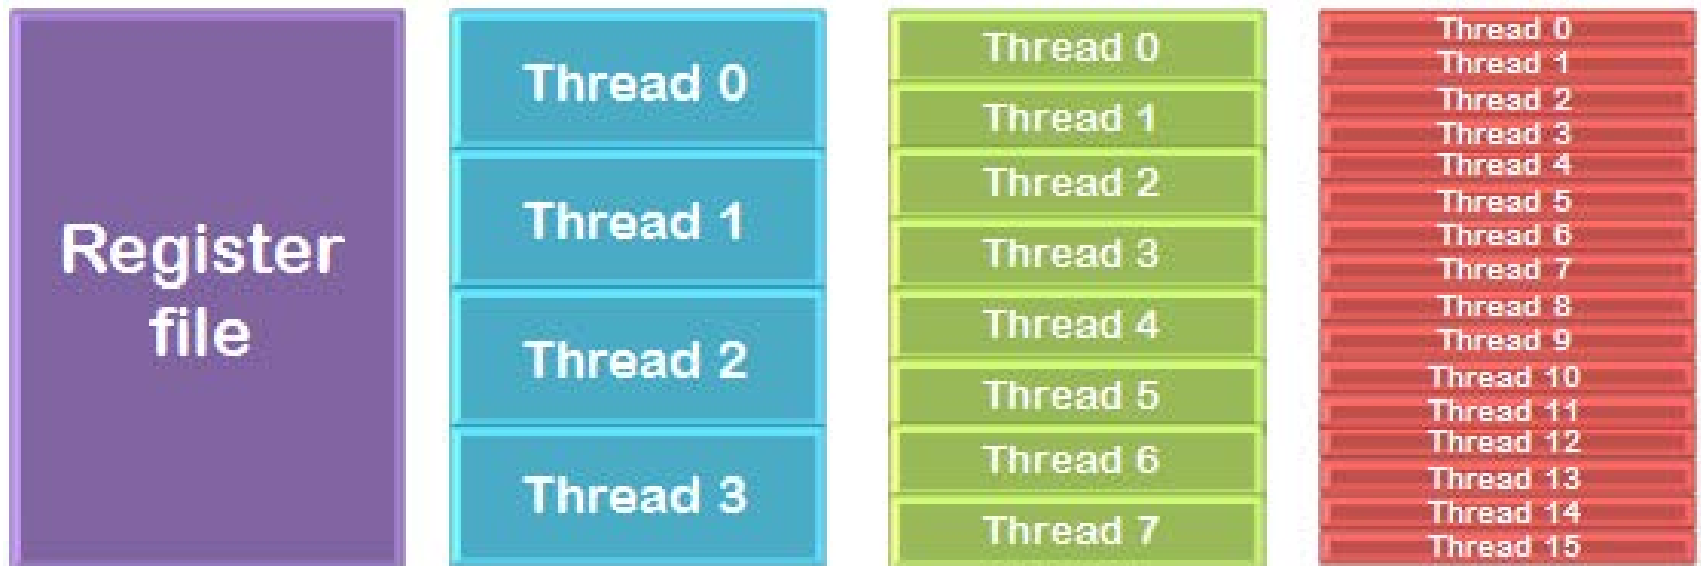 Register
file
Thread 0
Thread 1
Thread 2
Thread 3
Thread 0
Thread 1
Thread 2
Thread 3
Thread 4
Thread 5
Thread 6
Thread 7
Thread 0
Thread 1
Thread 2
Thread 3
Thread 4
Thread 5
Thread 6
Thread 7
Thread 8
Thread 9
Thread 10
Thread 11
Thread 12
Thread 13
Thread 14
Thread 15